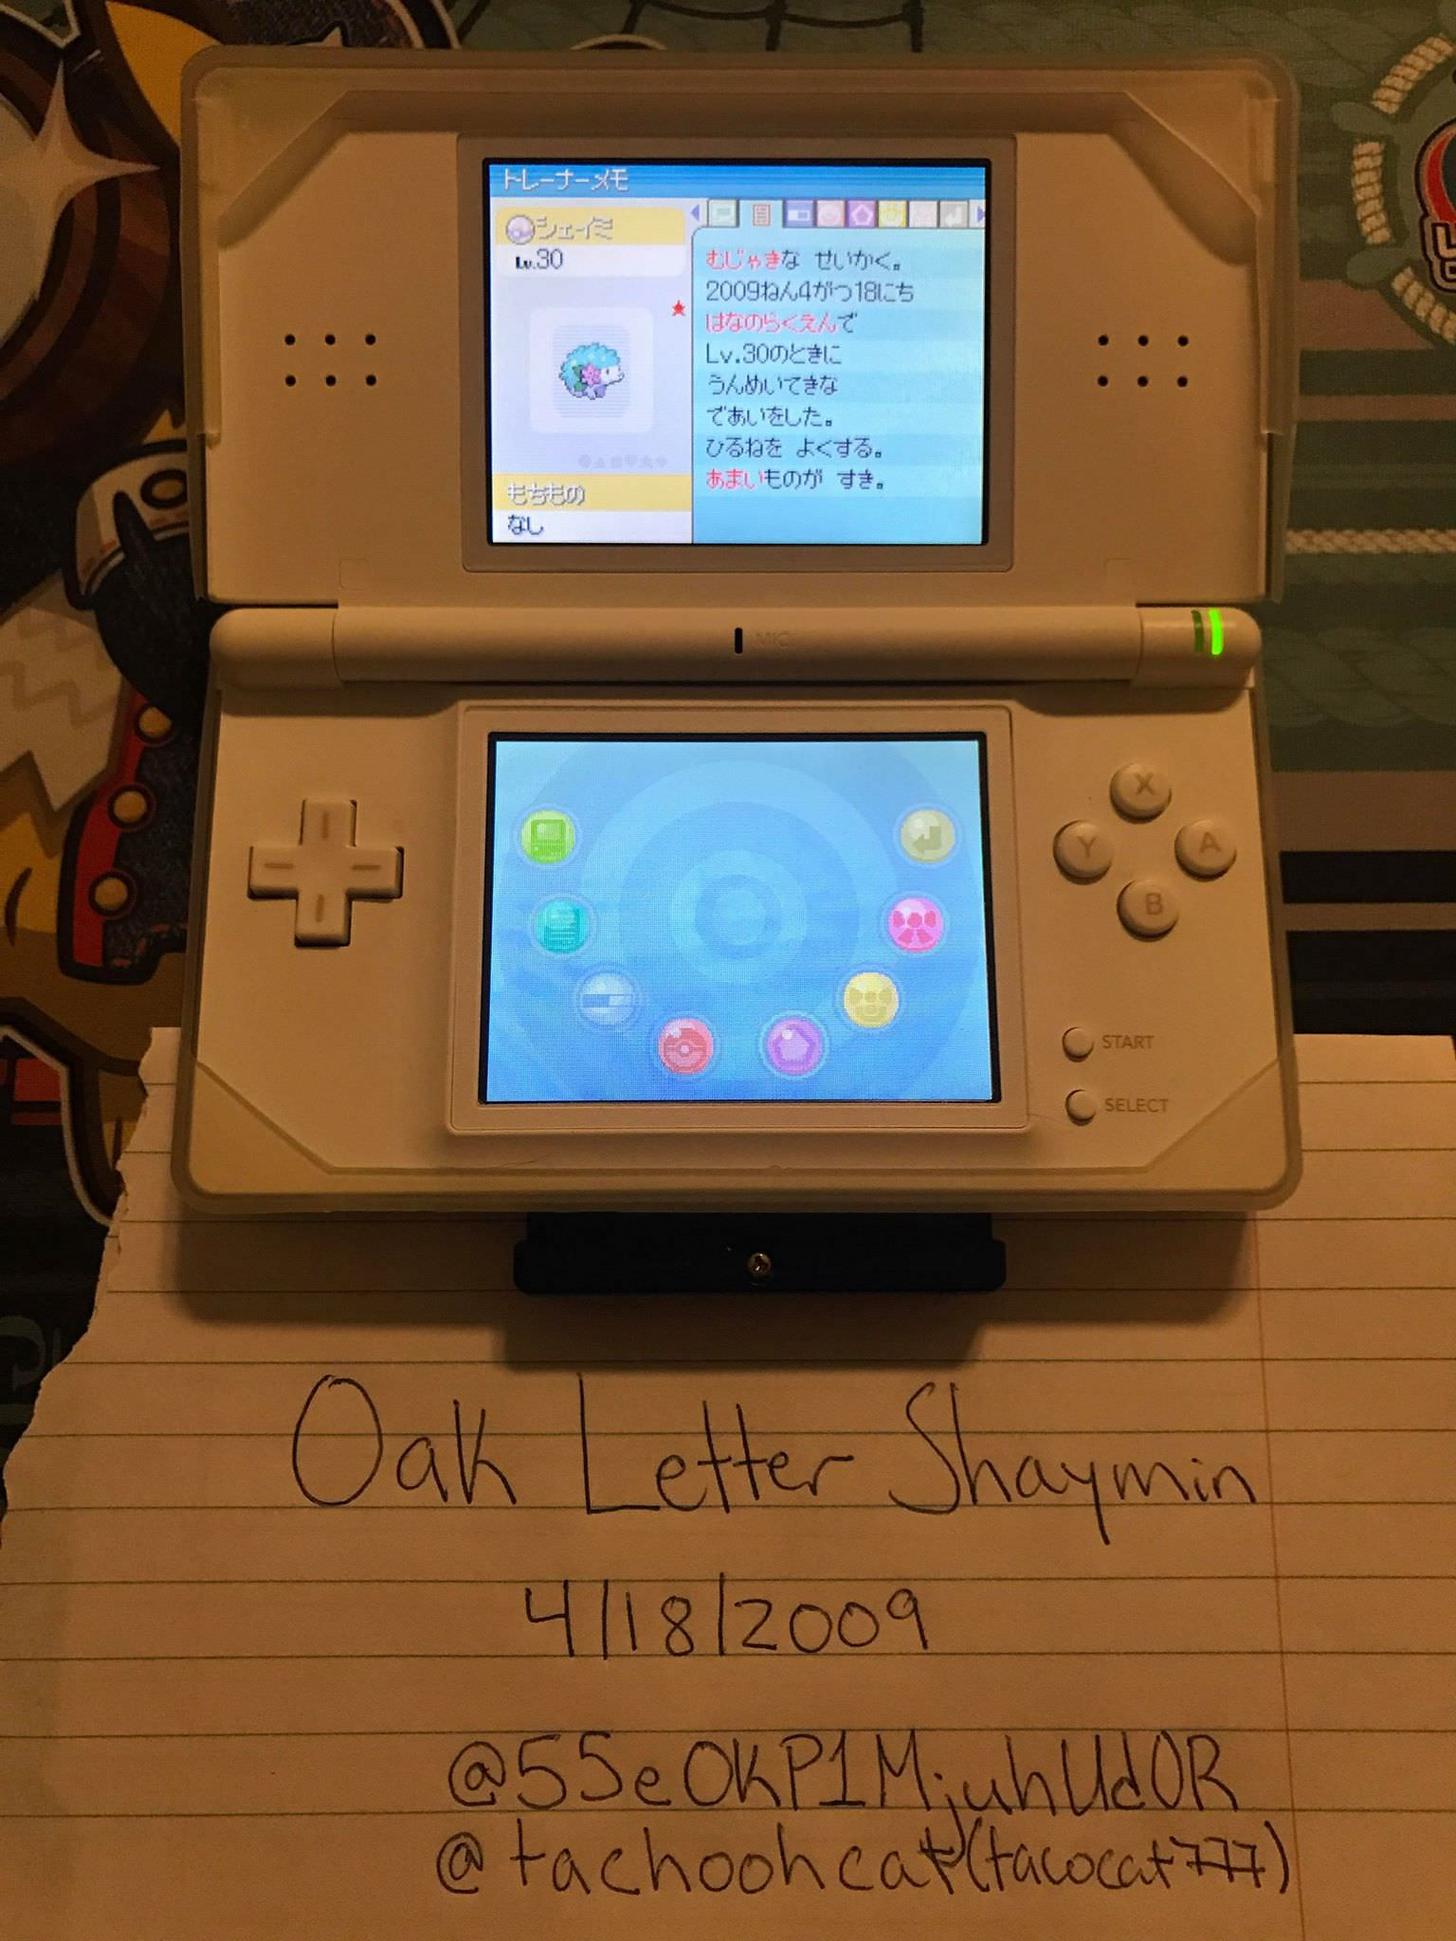 トレーナーメモ
シェイミ
Lv.30
もちもの
なし
むじゃきな せいかく。
2009ねん4がつ18にち
はなのらくえんで
Lv.30のときに
うんめいてきな
であいをした。
ひるねを よくする。
あまいものが すき。
MIC
X
Y
A
B
START
SELECT
Oak Letter Shaymin
4/18/2009
@55eOKP1MjuhUdOR
@tachoohcat(tacocat777)